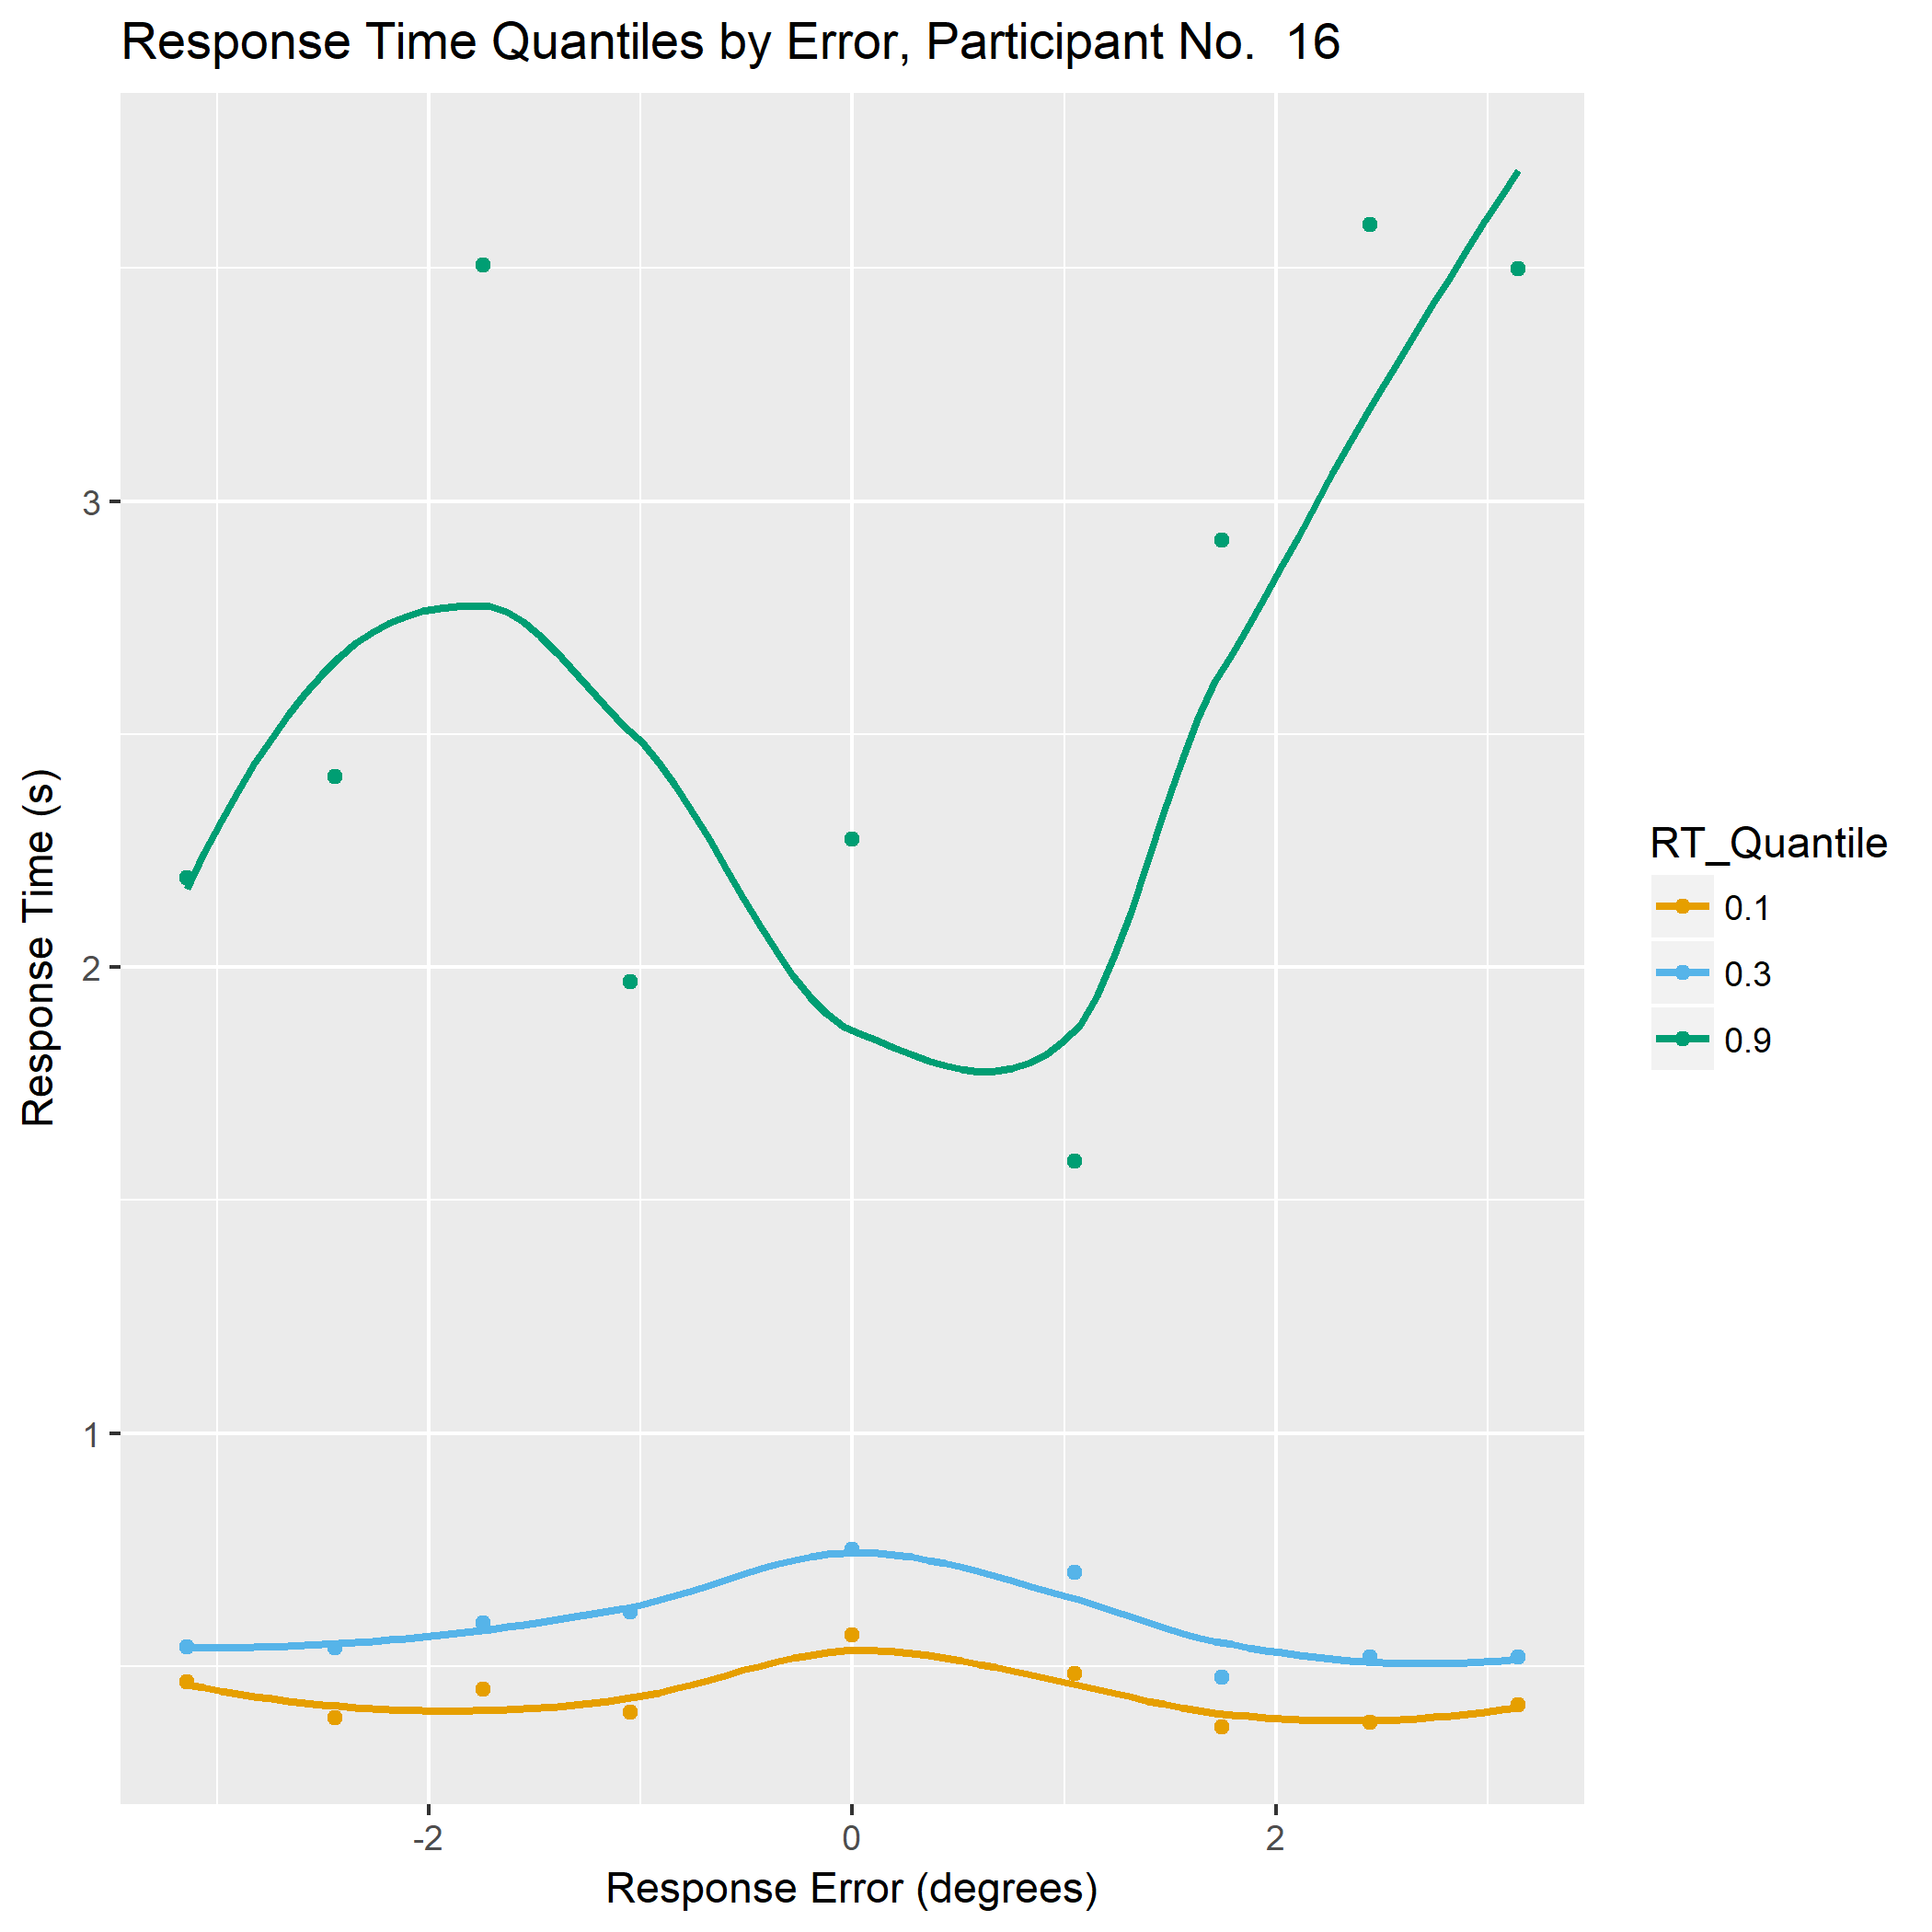 Response Time Quantiles by Error, Participant No.  16
3
2
1
Response Time (s)
-2
0
2
Response Error (degrees)
RT_Quantile
0.1
0.3
0.9